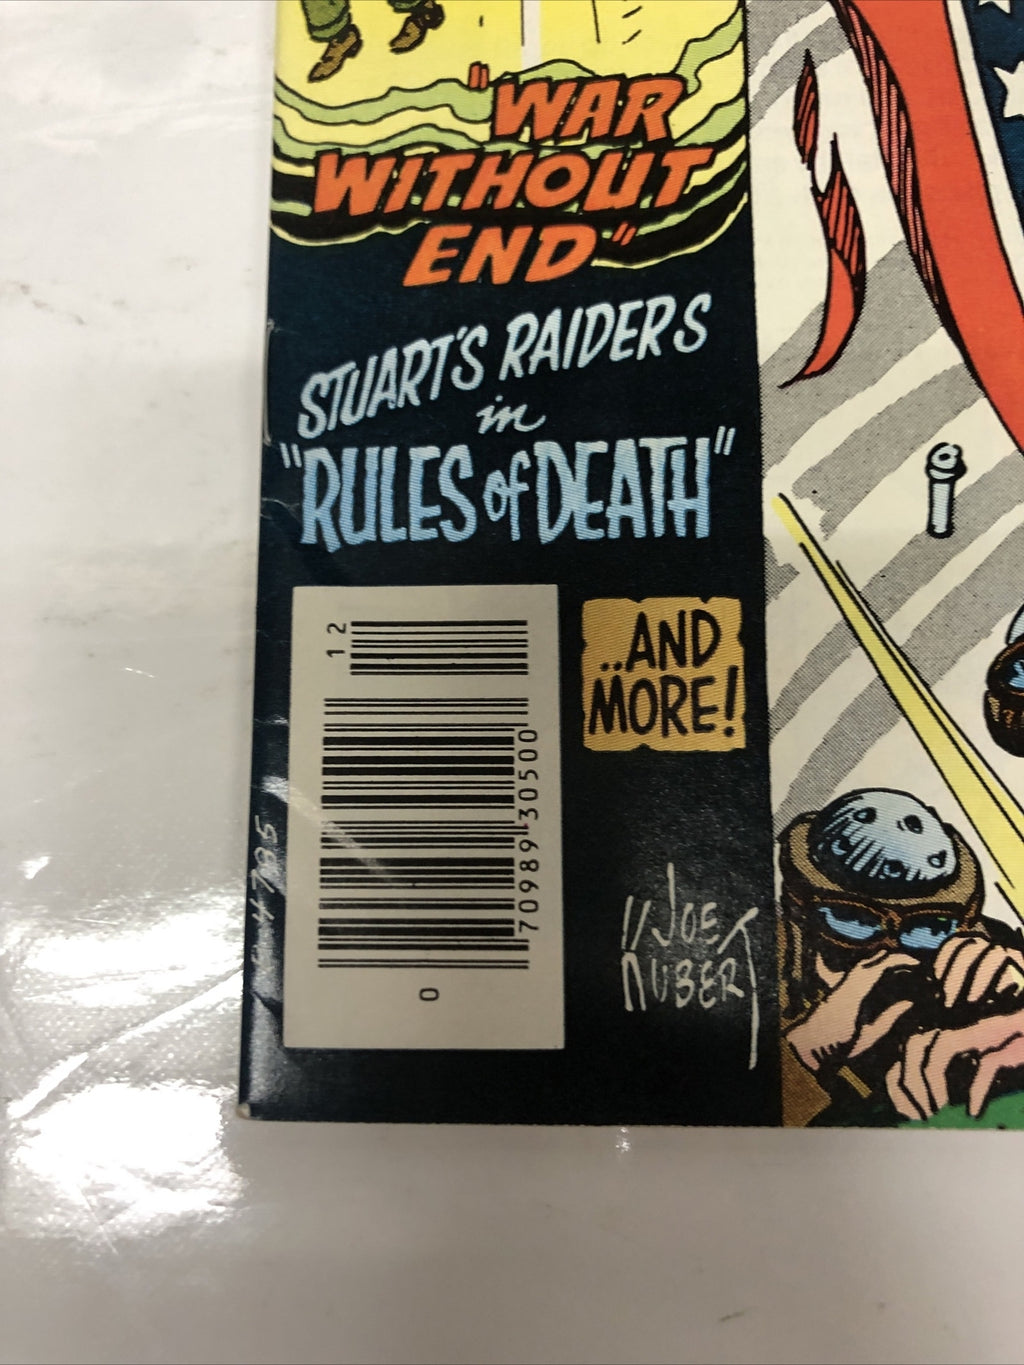 "WAR
WITHOUT
END"
STUART'S RAIDERS
in
"RULES of DEATH"
..AND
MORE!
12
70989 30500
0
JOE
KUBERT